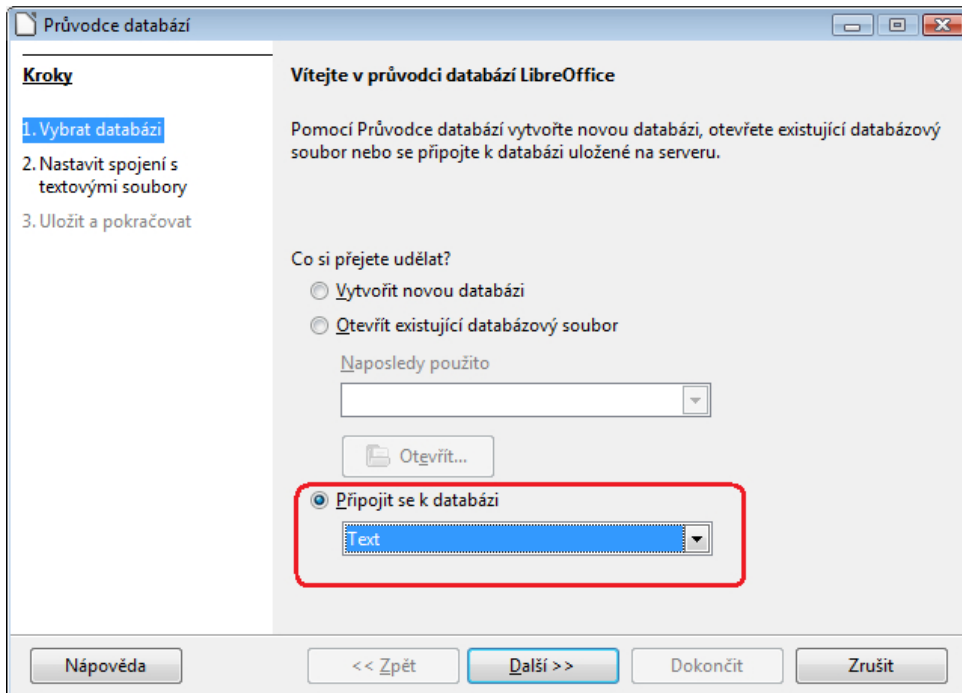 Průvodce databází
Kroky
1. Vybrat databázi
2. Nastavit spojení s
textovými soubory
3. Uložit a pokračovat
Vítejte v průvodci databází LibreOffice
Pomocí Průvodce databází vytvořte novou databázi, otevřete existující databázový
soubor nebo se připojte k databázi uložené na serveru.
Co si přejete udělat?
Vytvořit novou databázi
Otevřít existující databázový soubor
Naposledy použito
Otevřít...
Připojit se k databázi
Text
Nápověda
<< Zpět
Další >>
Dokončit
Zrušit